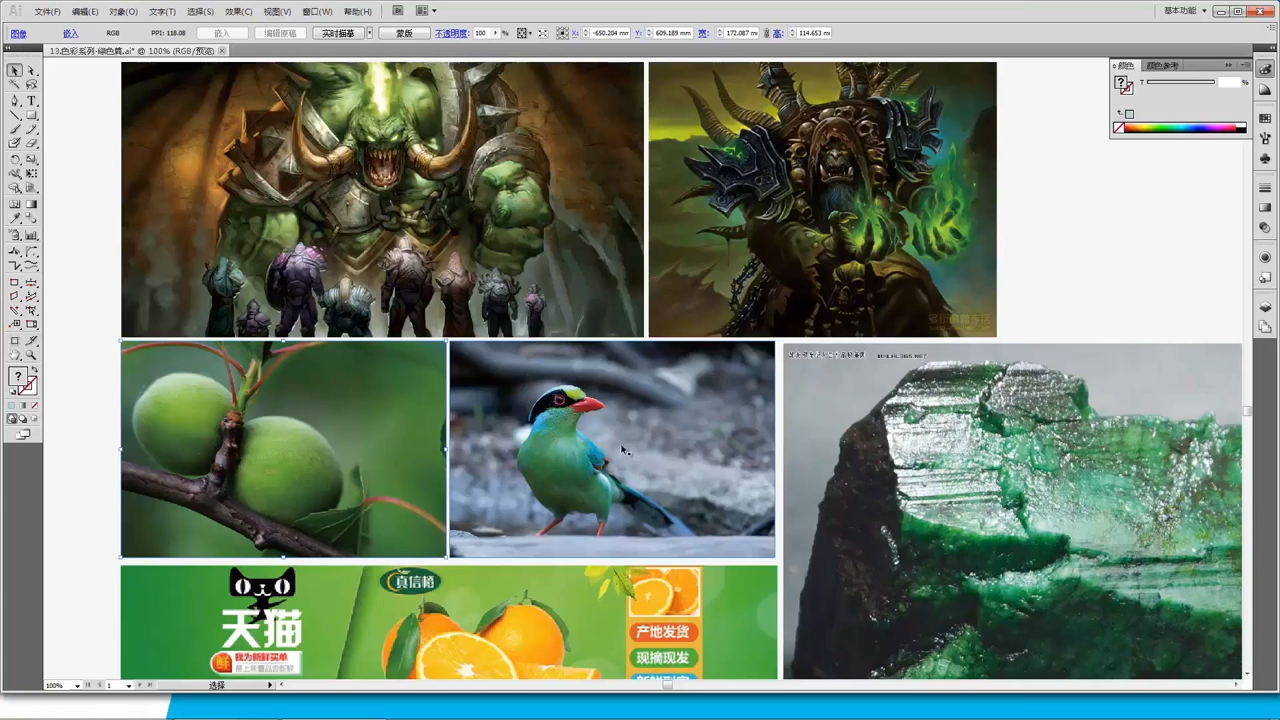 Ai 文件(F) 编辑(E) 对象(O) 文字(T) 选择(S) 效果(C) 视图(V) 窗口(W) 帮助(H) Br 基本功能
图像 嵌入 RGB PPI: 118.08 嵌入 编辑原稿 实时描摹 蒙版 不透明度: 100 % X: -650.204 mm Y: 609.189 mm 宽: 172.087 m 高: 114.653 m
13.色彩系列-绿色篇.ai* @ 100% (RGB/预览)
颜色 颜色参考
T %
天猫
鲜 我为新鲜买单
真信橙
产地发货
现摘现发
100% 1 选择